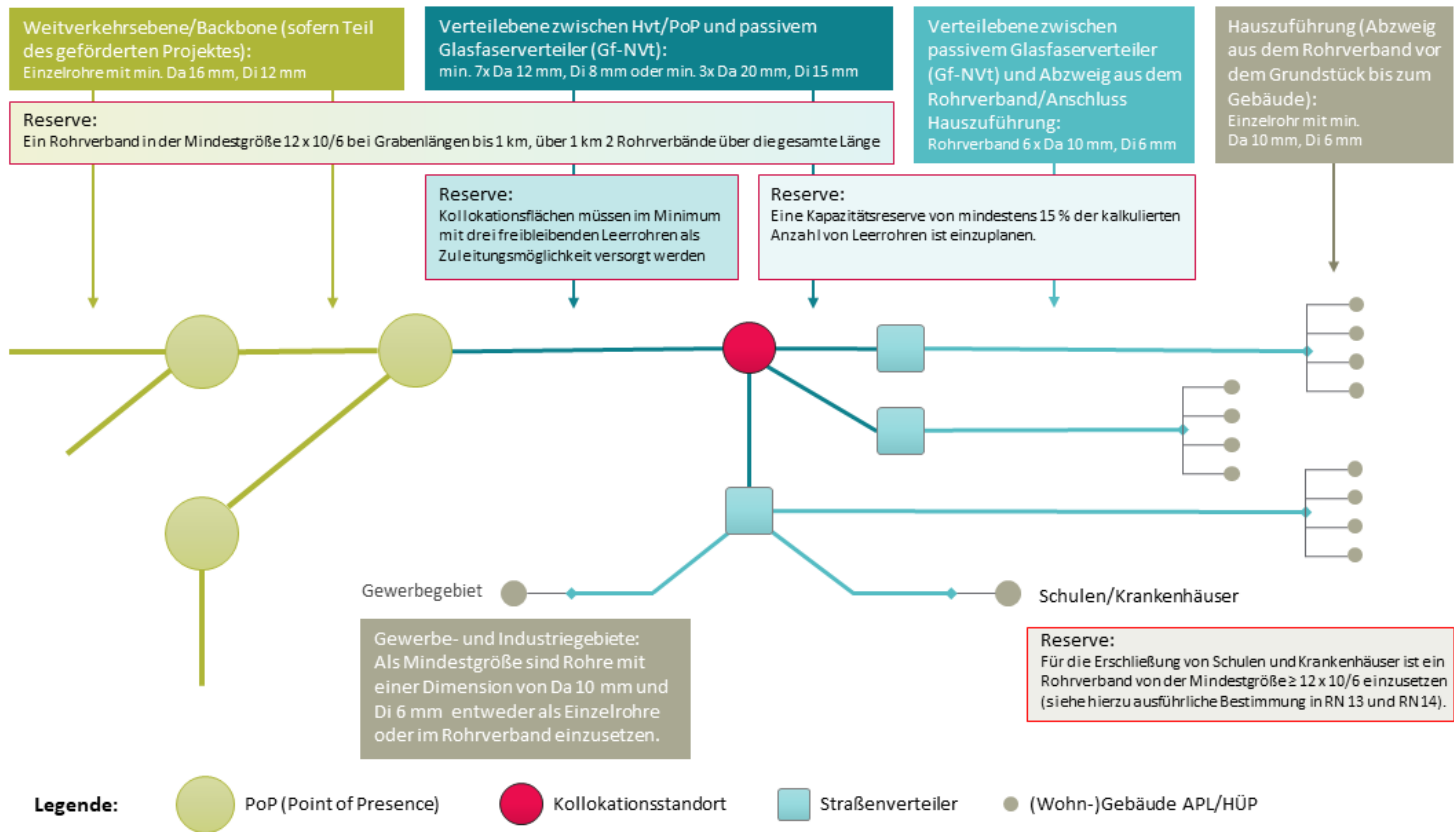 Weitverkehrsebene/Backbone (sofern Teil
des geförderten Projektes):
Einzelrohre mit min. Da 16 mm, Di 12 mm
Verteilebene zwischen Hvt/PoP und passivem
Glasfaserverteiler (Gf-NVt):
min. 7x Da 12 mm, Di 8 mm oder min. 3x Da 20 mm, Di 15 mm
Verteilebene zwischen
passivem Glasfaserverteiler
(Gf-NVt) und Abzweig aus dem
Rohrverband/Anschluss
Hauszuführung:
Rohrverband 6 x Da 10 mm, Di 6 mm
Hauszuführung (Abzweig
aus dem Rohrverband vor
dem Grundstück bis zum
Gebäude):
Einzelrohr mit min.
Da 10 mm, Di 6 mm
Reserve:
Ein Rohrverband in der Mindestgröße 12 x 10/6 bei Grabenlängen bis 1 km, über 1 km 2 Rohrverbände über die gesamte Länge
Reserve:
Kollokationsflächen müssen im Minimum
mit drei freibleibenden Leerrohren als
Zuleitungsmöglichkeit versorgt werden
Reserve:
Eine Kapazitätsreserve von mindestens 15 % der kalkulierten
Anzahl von Leerrohren ist einzuplanen.
Gewerbegebiet
Schulen/Krankenhäuser
Gewerbe- und Industriegebiete:
Als Mindestgröße sind Rohre mit
einer Dimension von Da 10 mm und
Di 6 mm entweder als Einzelrohre
oder im Rohrverband einzusetzen.
Reserve:
Für die Erschließung von Schulen und Krankenhäuser ist ein
Rohrverband von der Mindestgröße ≥ 12 x 10/6 einzusetzen
(siehe hierzu ausführliche Bestimmung in RN 13 und RN 14).
Legende:
PoP (Point of Presence)
Kollokationsstandort
Straßenverteiler
(Wohn-)Gebäude APL/HÜP